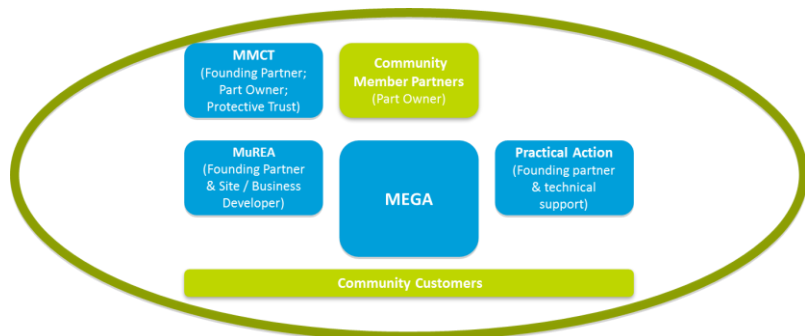 MMCT
(Founding Partner;
Part Owner;
Protective Trust)
Community
Member Partners
(Part Owner)
MuREA
(Founding Partner
& Site / Business
Developer)
MEGA
Practical Action
(Founding partner
& technical
support)
Community Customers